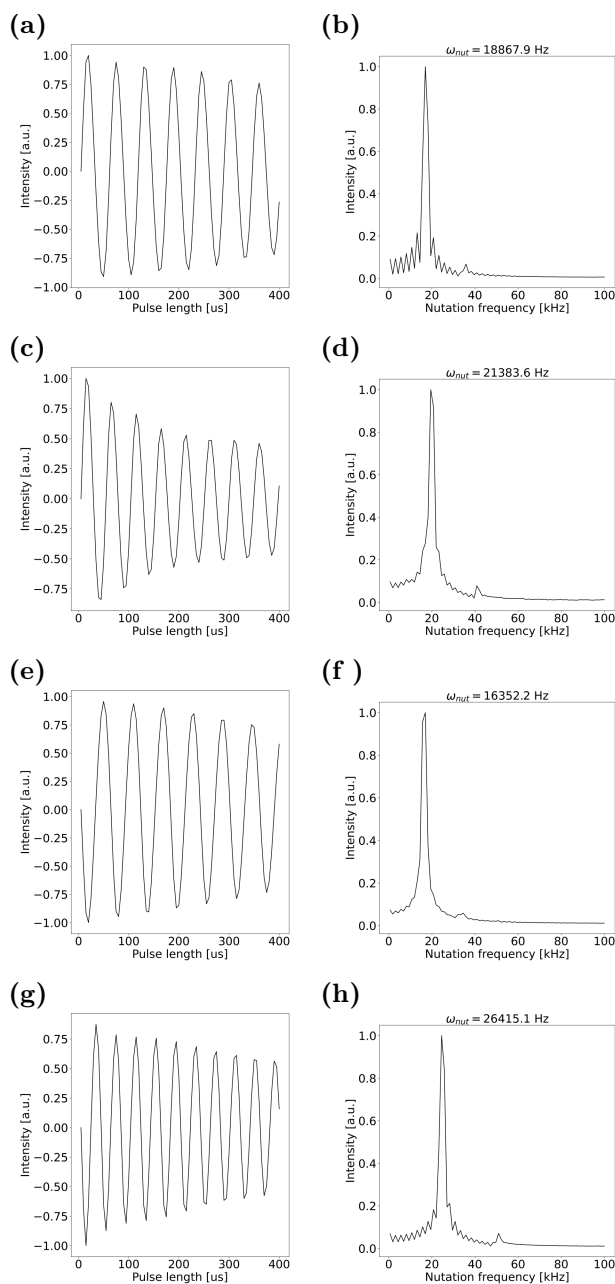 (a)
(b)
1.00
0.75
0.50
0.25
0.00
−0.25
−0.50
−0.75
−1.00
Intensity [a.u.]
0 100 200 300 400
Pulse length [us]
ω_nut = 18867.9 Hz
1.0
0.8
0.6
0.4
0.2
0.0
Intensity [a.u.]
0 20 40 60 80 100
Nutation frequency [kHz]
(c)
(d)
1.00
0.75
0.50
0.25
0.00
−0.25
−0.50
−0.75
Intensity [a.u.]
0 100 200 300 400
Pulse length [us]
ω_nut = 21383.6 Hz
1.0
0.8
0.6
0.4
0.2
0.0
Intensity [a.u.]
0 20 40 60 80 100
Nutation frequency [kHz]
(e)
(f )
1.00
0.75
0.50
0.25
0.00
−0.25
−0.50
−0.75
−1.00
Intensity [a.u.]
0 100 200 300 400
Pulse length [us]
ω_nut = 16352.2 Hz
1.0
0.8
0.6
0.4
0.2
0.0
Intensity [a.u.]
0 20 40 60 80 100
Nutation frequency [kHz]
(g)
(h)
0.75
0.50
0.25
0.00
−0.25
−0.50
−0.75
−1.00
Intensity [a.u.]
0 100 200 300 400
Pulse length [us]
ω_nut = 26415.1 Hz
1.0
0.8
0.6
0.4
0.2
0.0
Intensity [a.u.]
0 20 40 60 80 100
Nutation frequency [kHz]